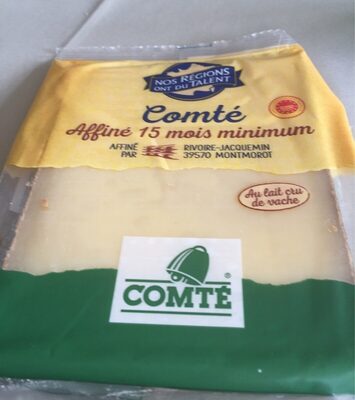 NOS RÉGIONS
ONT DU TALENT
Comté
Affiné 15 mois minimum
AFFINÉ PAR
RIVOIRE-JACQUEMIN
39570 MONTMOROT
Au lait cru
de vache
COMTÉ
®